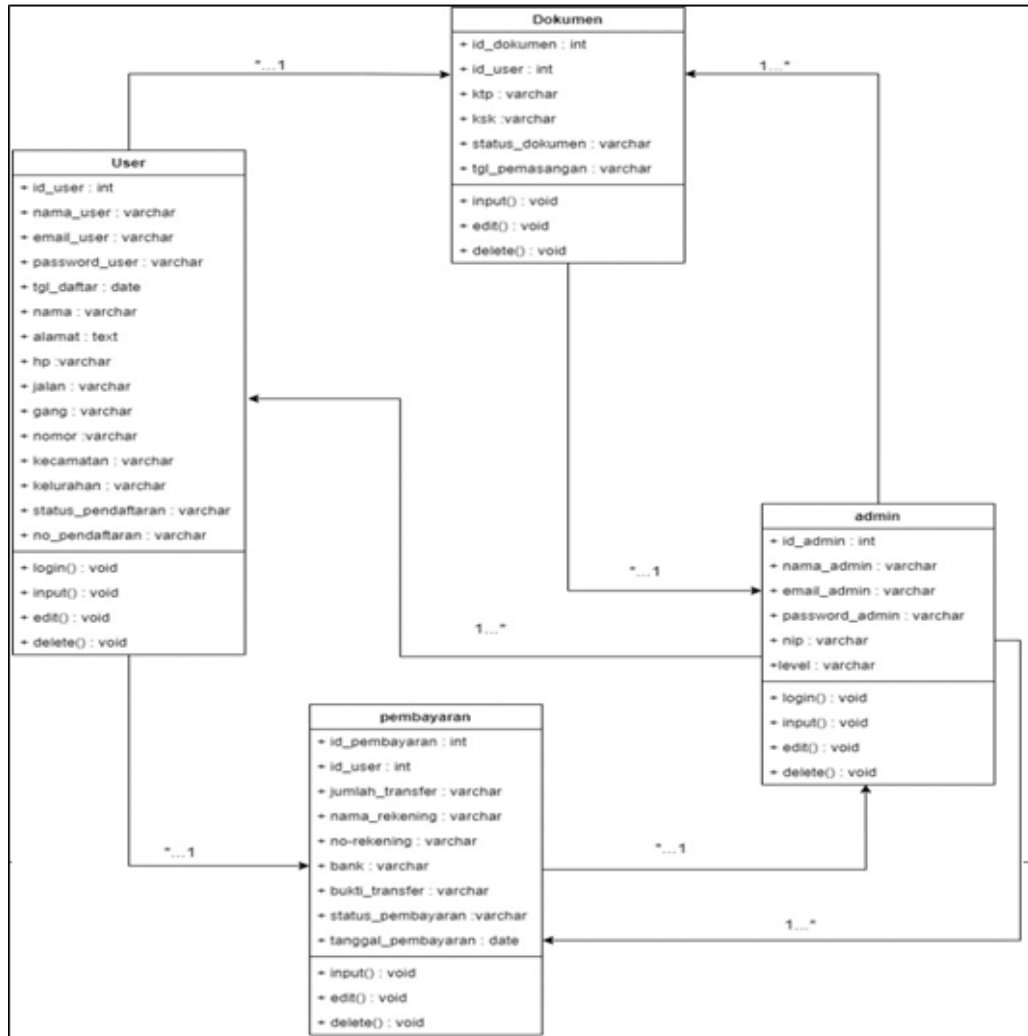 Dokumen
+ id_dokumen : int
+ id_user : int
+ ktp : varchar
+ ksk :varchar
+ status_dokumen : varchar
+ tgl_pemasangan : varchar
+ input() : void
+ edit() : void
+ delete() : void
"...1
1..."
User
+ id_user : int
+ nama_user : varchar
+ email_user : varchar
+ password_user : varchar
+ tgl_daftar : date
+ nama : varchar
+ alamat : text
+ hp :varchar
+ jalan : varchar
+ gang : varchar
+ nomor :varchar
+ kecamatan : varchar
+ kelurahan : varchar
+ status_pendaftaran : varchar
+ no_pendaftaran : varchar
+ login() : void
+ input() : void
+ edit() : void
+ delete() : void
"...1
1..."
admin
+ id_admin : int
+ nama_admin : varchar
+ email_admin : varchar
+ password_admin : varchar
+ nip : varchar
+level : varchar
+ login() : void
+ input() : void
+ edit() : void
+ delete() : void
pembayaran
+ id_pembayaran : int
+ id_user : int
+ jumlah_transfer : varchar
+ nama_rekening : varchar
+ no-rekening : varchar
+ bank : varchar
+ bukti_transfer : varchar
+ status_pembayaran :varchar
+ tanggal_pembayaran : date
+ input() : void
+ edit() : void
+ delete() : void
"...1
"...1
1..."